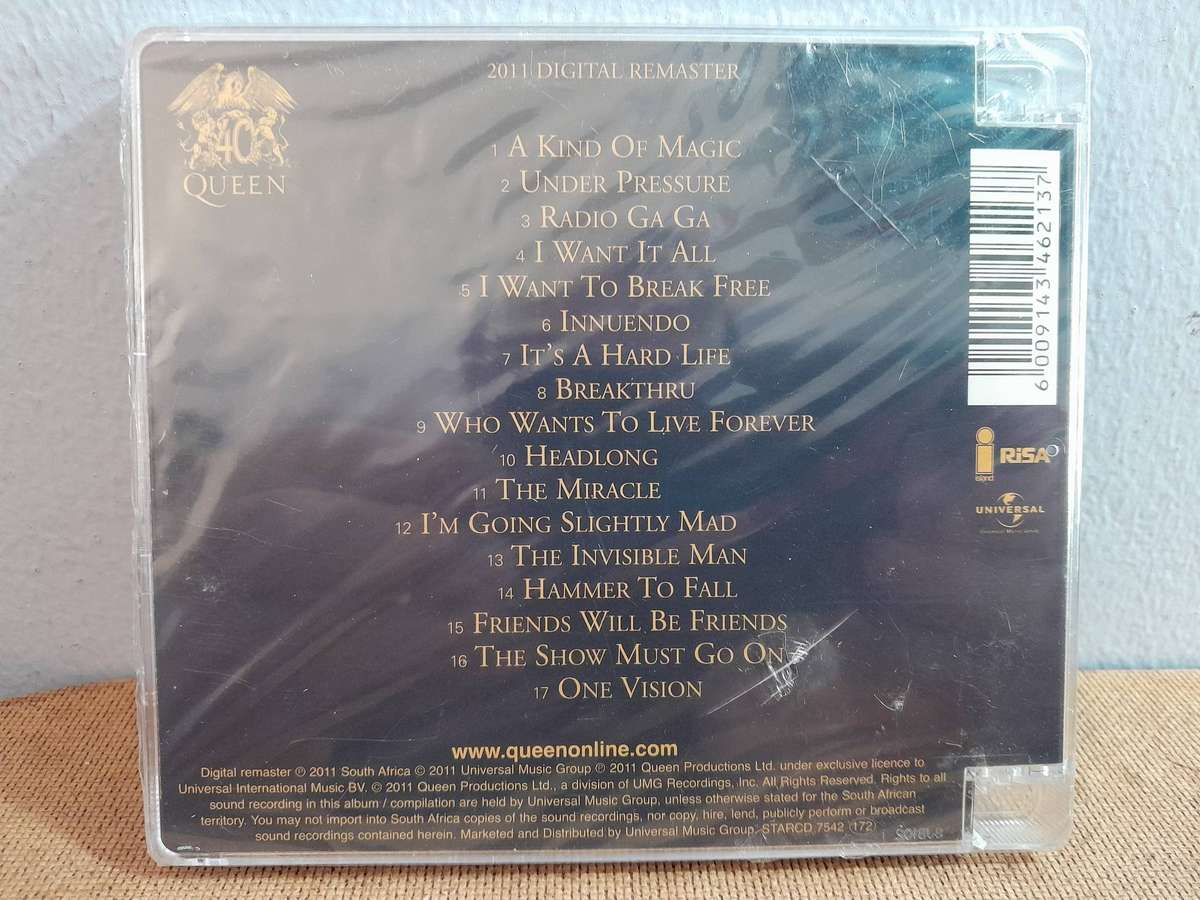 40
QUEEN
2011 DIGITAL REMASTER
1 A KIND OF MAGIC
2 UNDER PRESSURE
3 RADIO GA GA
4 I WANT IT ALL
5 I WANT TO BREAK FREE
6 INNUENDO
7 IT'S A HARD LIFE
8 BREAKTHRU
9 WHO WANTS TO LIVE FOREVER
10 HEADLONG
11 THE MIRACLE
12 I'M GOING SLIGHTLY MAD
13 THE INVISIBLE MAN
14 HAMMER TO FALL
15 FRIENDS WILL BE FRIENDS
16 THE SHOW MUST GO ON
17 ONE VISION
www.queenonline.com
Digital remaster ℗ 2011 South Africa © 2011 Universal Music Group ℗ 2011 Queen Productions Ltd. under exclusive licence to
Universal International Music BV. © 2011 Queen Productions Ltd., a division of UMG Recordings, Inc. All Rights Reserved. Rights to all
sound recording in this album / compilation are held by Universal Music Group, unless otherwise stated for the South African
territory. You may not import into South Africa copies of the sound recordings, nor copy, hire, lend, publicly perdorm or broadcast
sound recordings contained herein. Marketed and Distributed by Universal Music Group. STARCD 7542 (172)
6 009143 462137
island
RiSA
UNIVERSAL
UNIVERSAL MUSIC GROUP